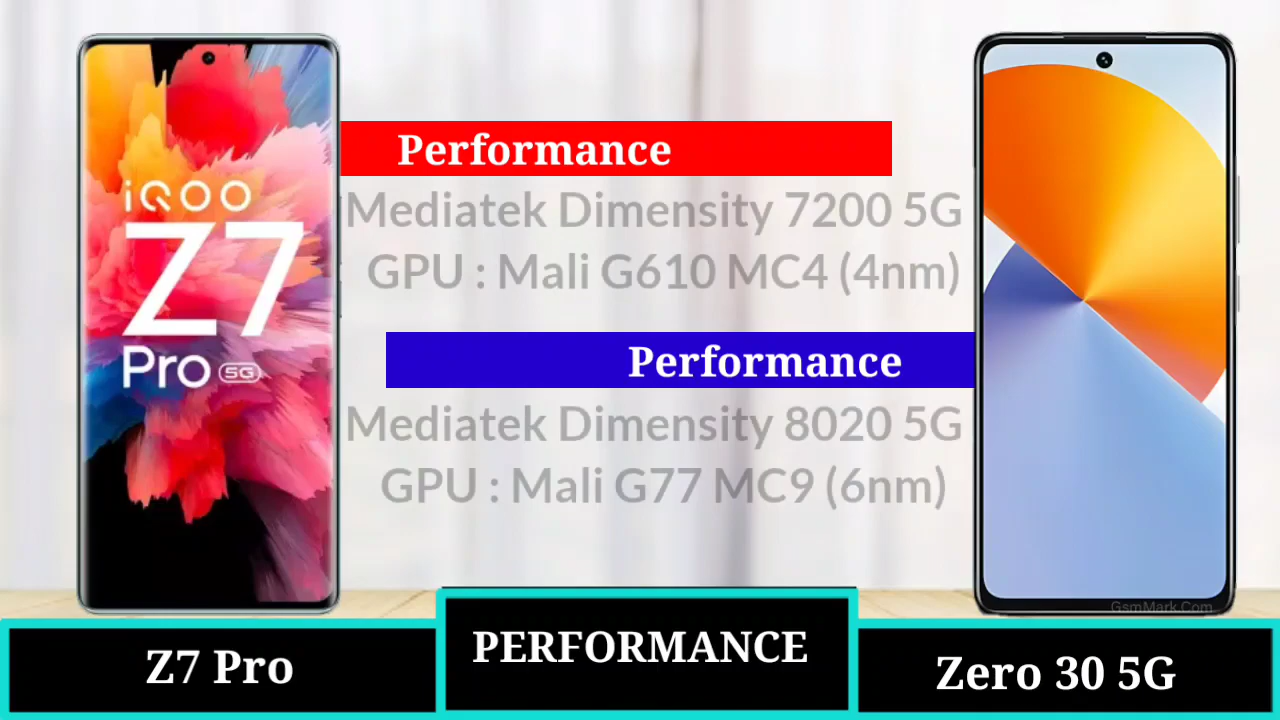 iQOO
Z7
Pro 5G
Performance
Mediatek Dimensity 7200 5G
GPU : Mali G610 MC4 (4nm)
Performance
Mediatek Dimensity 8020 5G
GPU : Mali G77 MC9 (6nm)
GsmMark.Com
Z7 Pro
PERFORMANCE
Zero 30 5G